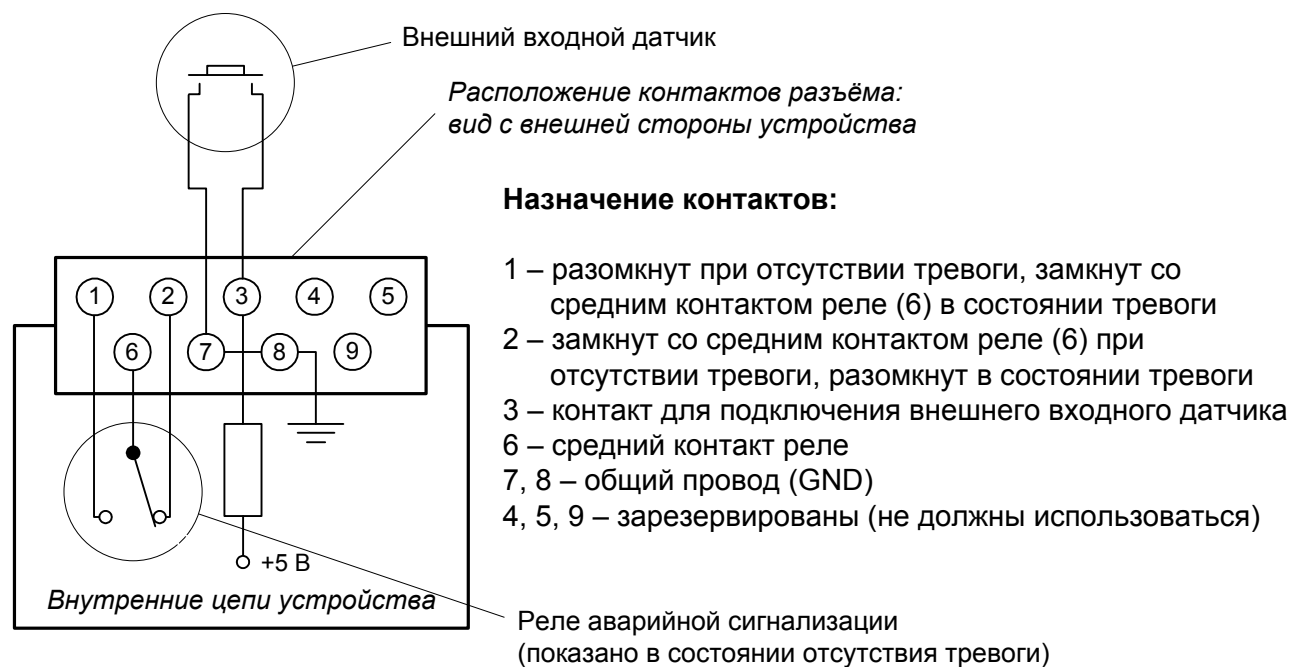 Внешний входной датчик
Расположение контактов разъёма:
вид с внешней стороны устройства
Назначение контактов:
1 – разомкнут при отсутствии тревоги, замкнут со
средним контактом реле (6) в состоянии тревоги
2 – замкнут со средним контактом реле (6) при
отсутствии тревоги, разомкнут в состоянии тревоги
3 – контакт для подключения внешнего входного датчика
6 – средний контакт реле
7, 8 – общий провод (GND)
4, 5, 9 – зарезервированы (не должны использоваться)
1 2 3 4 5
6 7 8 9
+5 В
Внутренние цепи устройства
Реле аварийной сигнализации
(показано в состоянии отсутствия тревоги)